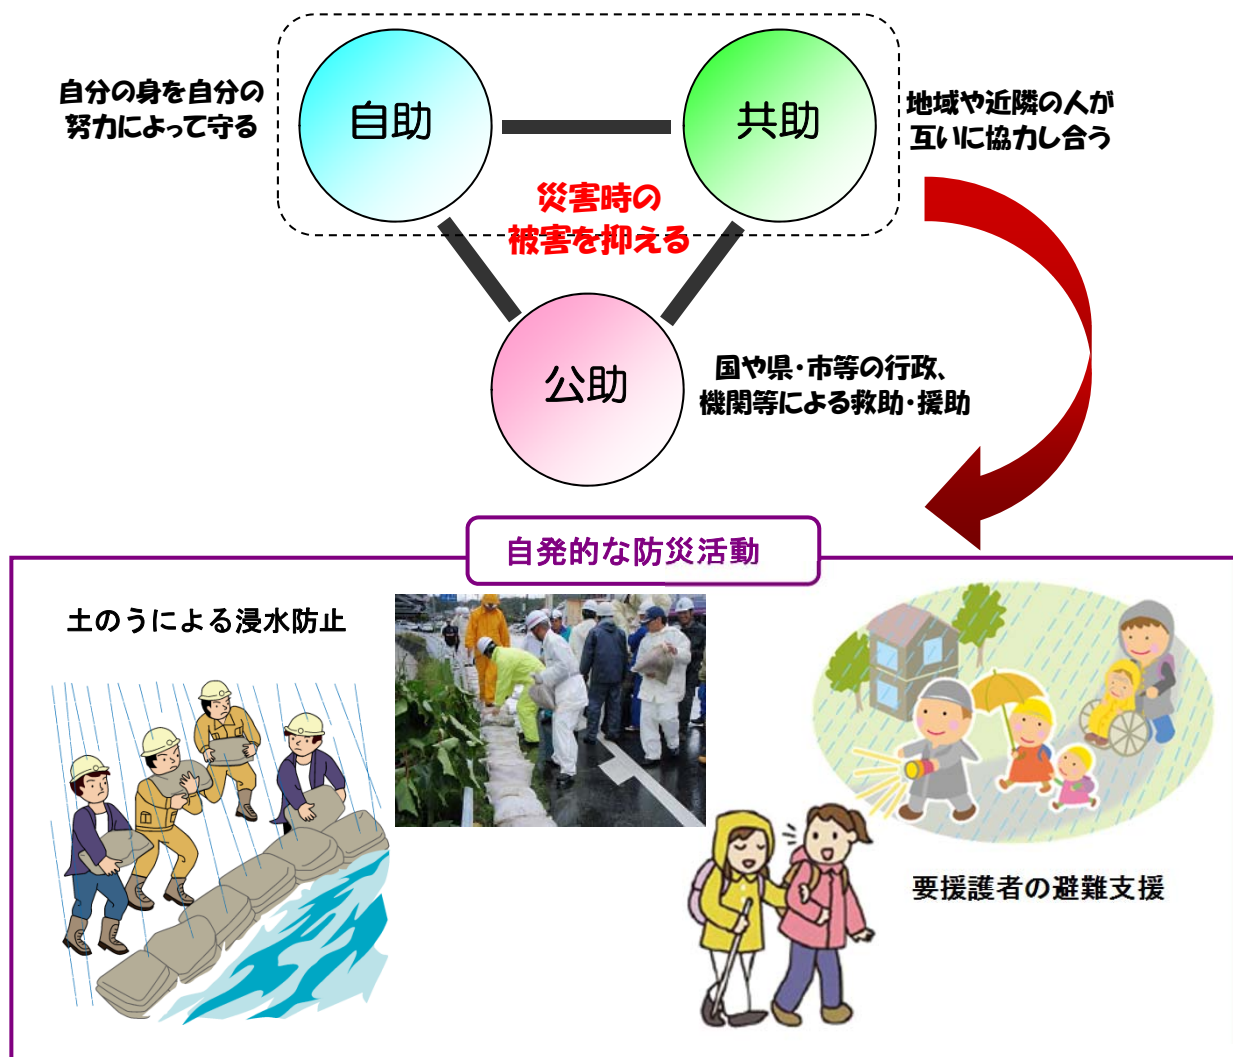 自分の身を自分の
努力によって守る
自助
共助
地域や近隣の人が
互いに協力し合う
災害時の
被害を抑える
公助
国や県・市等の行政、
機関等による救助・援助
自発的な防災活動
土のうによる浸水防止
要援護者の避難支援